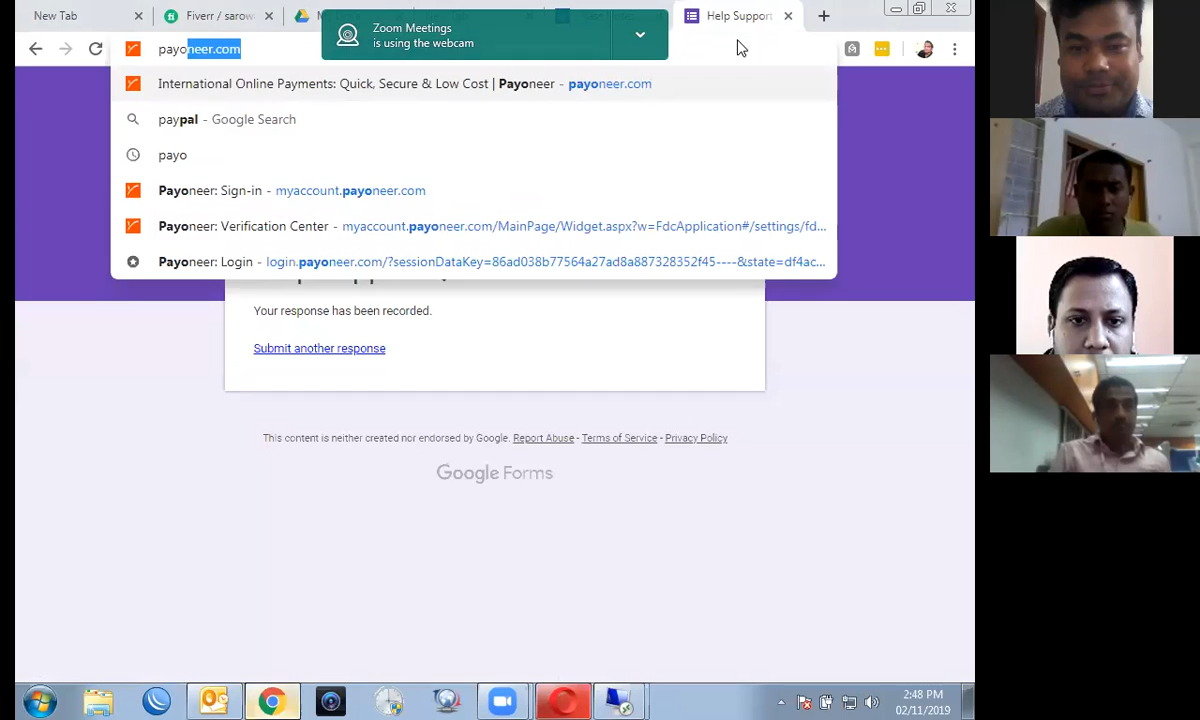 New Tab
Fiverr / sarow
Help Support
payoneer.com
Zoom Meetings
is using the webcam
International Online Payments: Quick, Secure & Low Cost | Payoneer - payoneer.com
paypal - Google Search
payo
Payoneer: Sign-in - myaccount.payoneer.com
Payoneer: Verification Center - myaccount.payoneer.com/MainPage/Widget.aspx?w=FdcApplication#/settings/fd...
Payoneer: Login - login.payoneer.com/?sessionDataKey=86ad038b77564a27ad8a887328352f45----&state=df4ac...
Your response has been recorded.
Submit another response
This content is neither created nor endorsed by Google. Report Abuse - Terms of Service - Privacy Policy
Google Forms
2:48 PM
02/11/2019